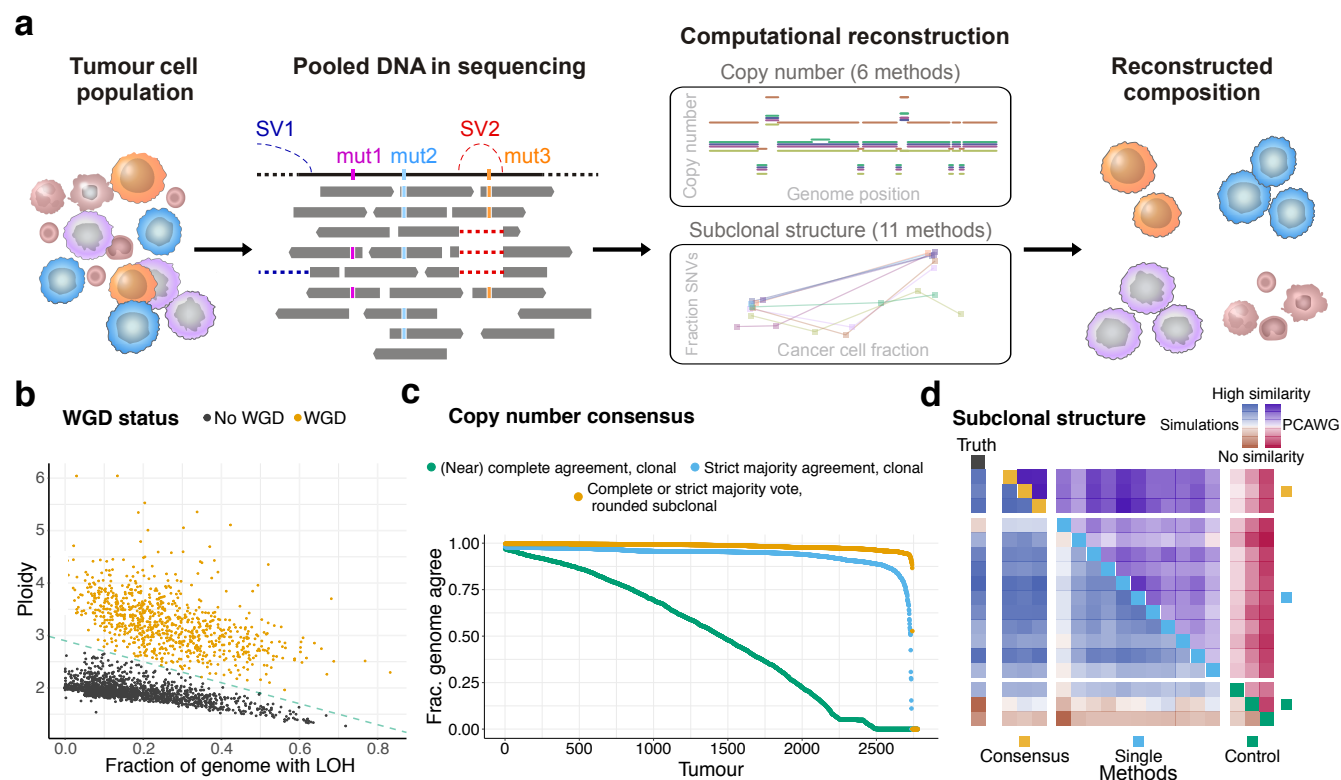 a
Tumour cell
population
Pooled DNA in sequencing
Computational reconstruction
Copy number (6 methods)
Reconstructed
composition
SV1
SV2
mut1
mut2
mut3
Copy number
Genome position
Subclonal structure (11 methods)
Fraction SNVs
Cancer cell fraction
b
WGD status
No WGD
WGD
Ploidy
6
5
4
3
2
0.0
0.2
0.4
0.6
0.8
Fraction of genome with LOH
c
Copy number consensus
(Near) complete agreement, clonal
Strict majority agreement, clonal
Complete or strict majority vote,
rounded subclonal
Frac. genome agree
1.00
0.75
0.50
0.25
0.00
0
500
1000
1500
2000
2500
Tumour
d
Subclonal structure
High similarity
Simulations
PCAWG
No similarity
Truth
Consensus
Single
Control
Methods